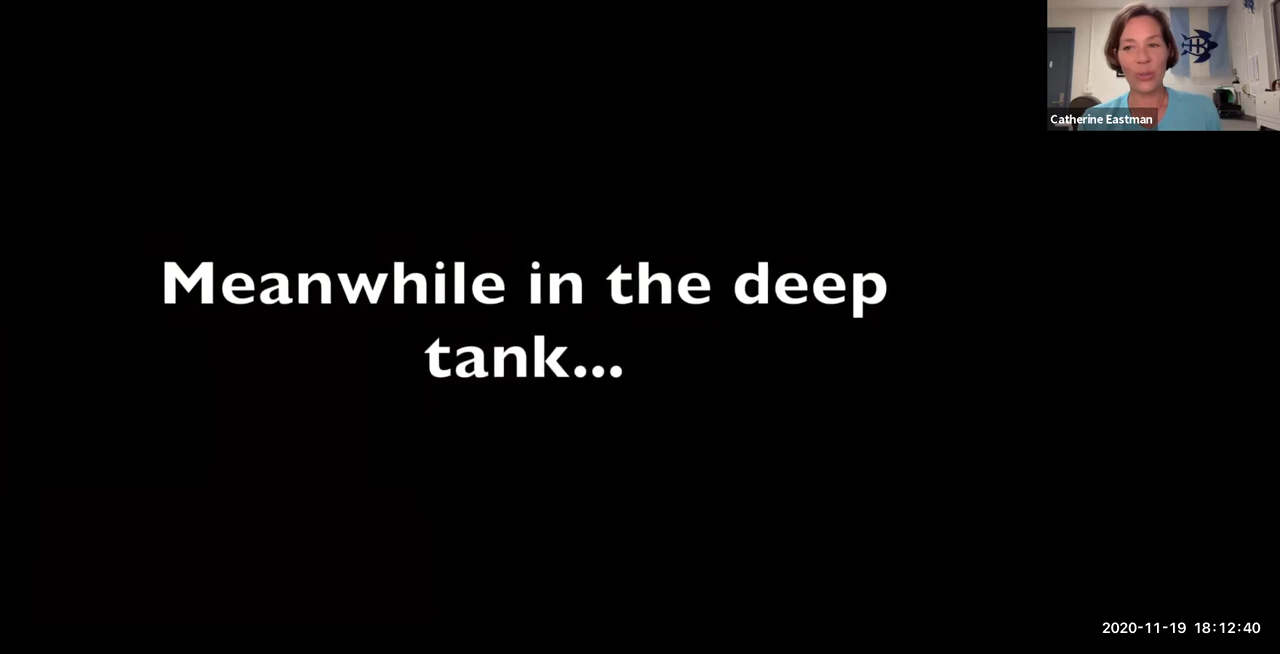 Catherine Eastman
Meanwhile in the deep
tank...
2020-11-19 18:12:40